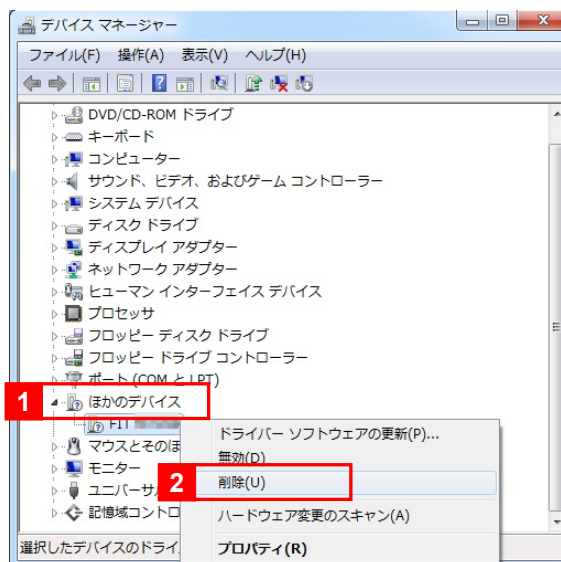 デバイス マネージャー
ファイル(F) 操作(A) 表示(V) ヘルプ(H)
DVD/CD-ROM ドライブ
キーボード
コンピューター
サウンド、ビデオ、およびゲーム コントローラー
システム デバイス
ディスク ドライブ
ディスプレイ アダプター
ネットワーク アダプター
ヒューマン インターフェイス デバイス
プロセッサ
フロッピー ディスク ドライブ
フロッピー ドライブ コントローラー
ポート (COM と LPT)
1 ほかのデバイス
FIT
マウスとそのほ
モニター
ユニバーサ
記憶域コントロ
ドライバー ソフトウェアの更新(P)...
無効(D)
2 削除(U)
ハードウェア変更のスキャン(A)
プロパティ(R)
選択したデバイスのドライ